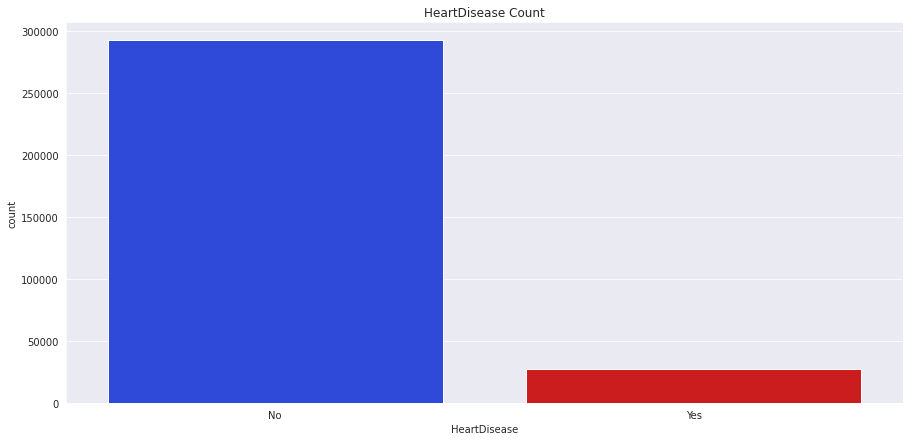 HeartDisease Count
300000
250000
200000
150000
100000
50000
0
count
No Yes
HeartDisease